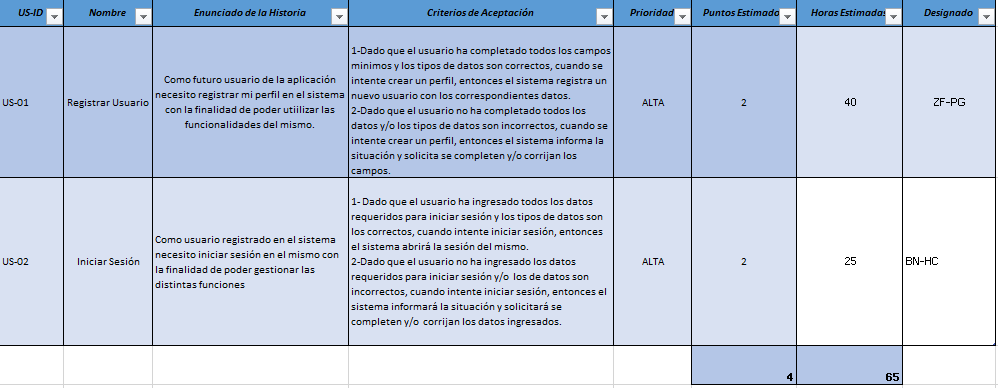 US-ID Nombre Enunciado de la Historia Criterios de Aceptación Prioridad Puntos Estimado Horas Estimadas Designado
US-01
Registrar Usuario
Como futuro usuario de la aplicación
necesito registrar mi perfil en el sistema
con la finalidad de poder utiilizar las
funcionalidades del mismo.
1-Dado que el usuario ha completado todos los campos
minimos y los tipos de datos son correctos, cuando se
intente crear un perfil, entonces el sistema registra un
nuevo usuario con los correspondientes datos.
2-Dado que el usuario no ha completado todos los
datos y/o los tipos de datos son incorrectos, cuando se
intente crear un perfil, entonces el sistema informa la
situación y solicita se completen y/o corrijan los
campos.
ALTA
2
40
ZF-PG
US-02
Iniciar Sesión
Como usuario registrado en el sistema
necesito iniciar sesión en el mismo con
la finalidad de poder gestionar las
distintas funciones
1- Dado que el usuario ha ingresado todos los datos
requeridos para iniciar sesión y los tipos de datos son
los correctos, cuando intente iniciar sesión, entonces
el sistema abrirá la sesión del mismo.
2-Dado que el usuario no ha ingresado los datos
requeridos para iniciar sesión y/o los de datos son
incorrectos, cuando intente iniciar sesión, entonces el
sistema informará la situación y solicitará se
completen y/o corrijan los datos ingresados.
ALTA
2
25
BN-HC
4 65